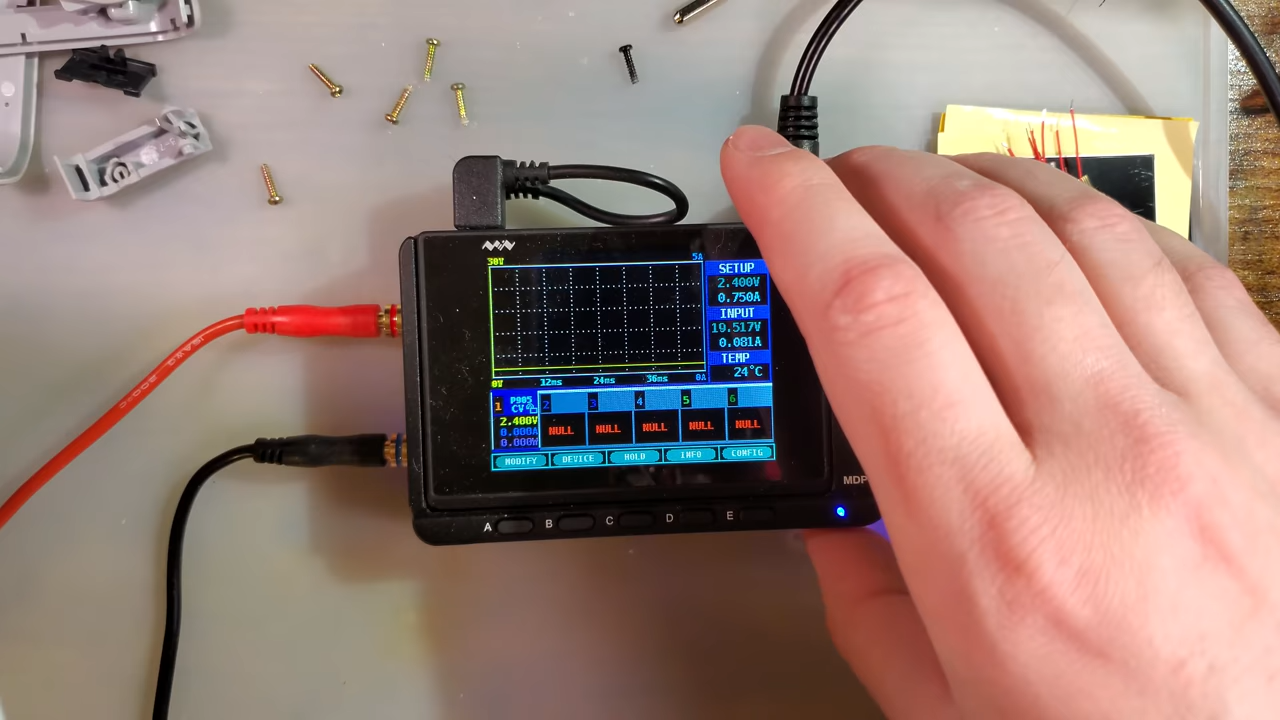 30V 5A
SETUP
2.400V
0.750A
INPUT
19.517V
0.081A
TEMP
24°C
0V 12ms 24ms 36ms 0A
1 P905 2 3 4 5 6
CV
2.400V
0.000A
0.000W
NULL NULL NULL NULL NULL
MODIFY DEVICE HOLD INFO CONFIG
MDP
A B C D E
200°C